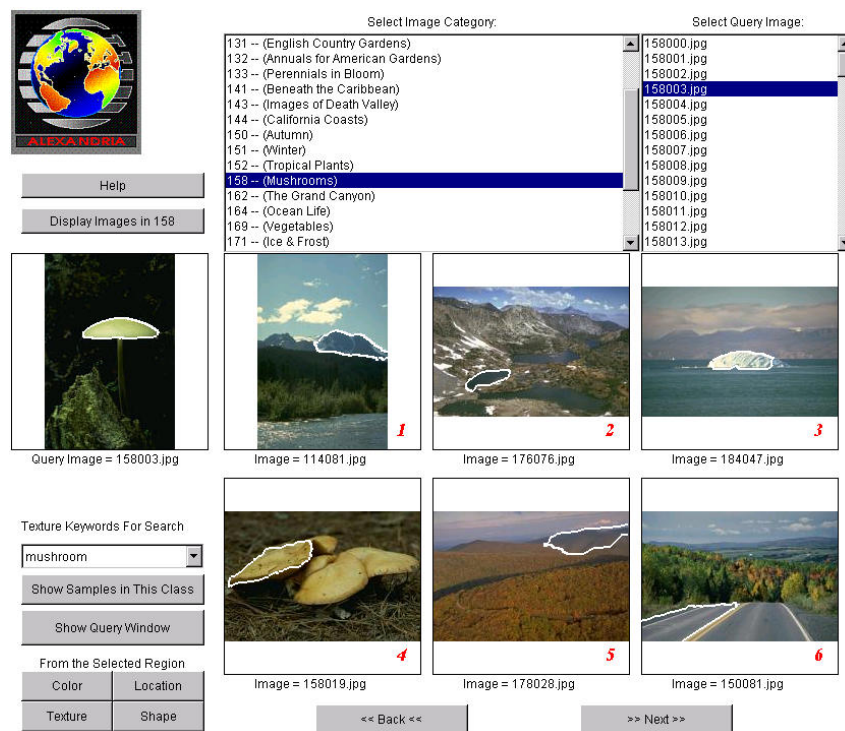 Select Image Category:
Select Query Image:
ALEXANDRIA
131 -- (English Country Gardens)
132 -- (Annuals for American Gardens)
133 -- (Perennials in Bloom)
141 -- (Beneath the Caribbean)
143 -- (Images of Death Valley)
144 -- (California Coasts)
150 -- (Autumn)
151 -- (Winter)
152 -- (Tropical Plants)
158 -- (Mushrooms)
162 -- (The Grand Canyon)
164 -- (Ocean Life)
169 -- (Vegetables)
171 -- (Ice & Frost)
158000.jpg
158001.jpg
158002.jpg
158003.jpg
158004.jpg
158005.jpg
158006.jpg
158007.jpg
158008.jpg
158009.jpg
158010.jpg
158011.jpg
158012.jpg
158013.jpg
Help
Display Images in 158
1
2
3
Query Image = 158003.jpg
Image = 114081.jpg
Image = 176076.jpg
Image = 184047.jpg
Texture Keywords For Search
mushroom
Show Samples in This Class
Show Query Window
From the Selected Region
Color
Location
Texture
Shape
4
5
6
Image = 158019.jpg
Image = 178028.jpg
Image = 150081.jpg
<< Back <<
>> Next >>